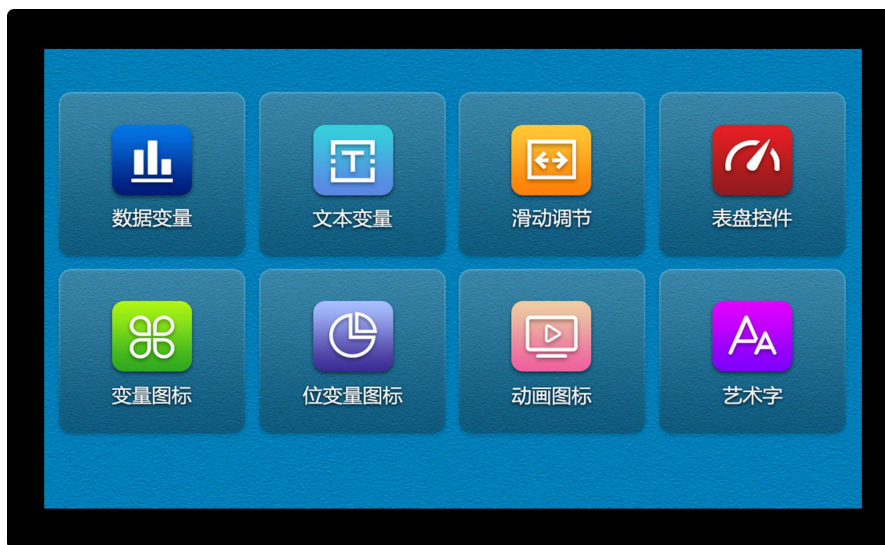 数据变量
文本变量
滑动调节
表盘控件
变量图标
位变量图标
动画图标
艺术字